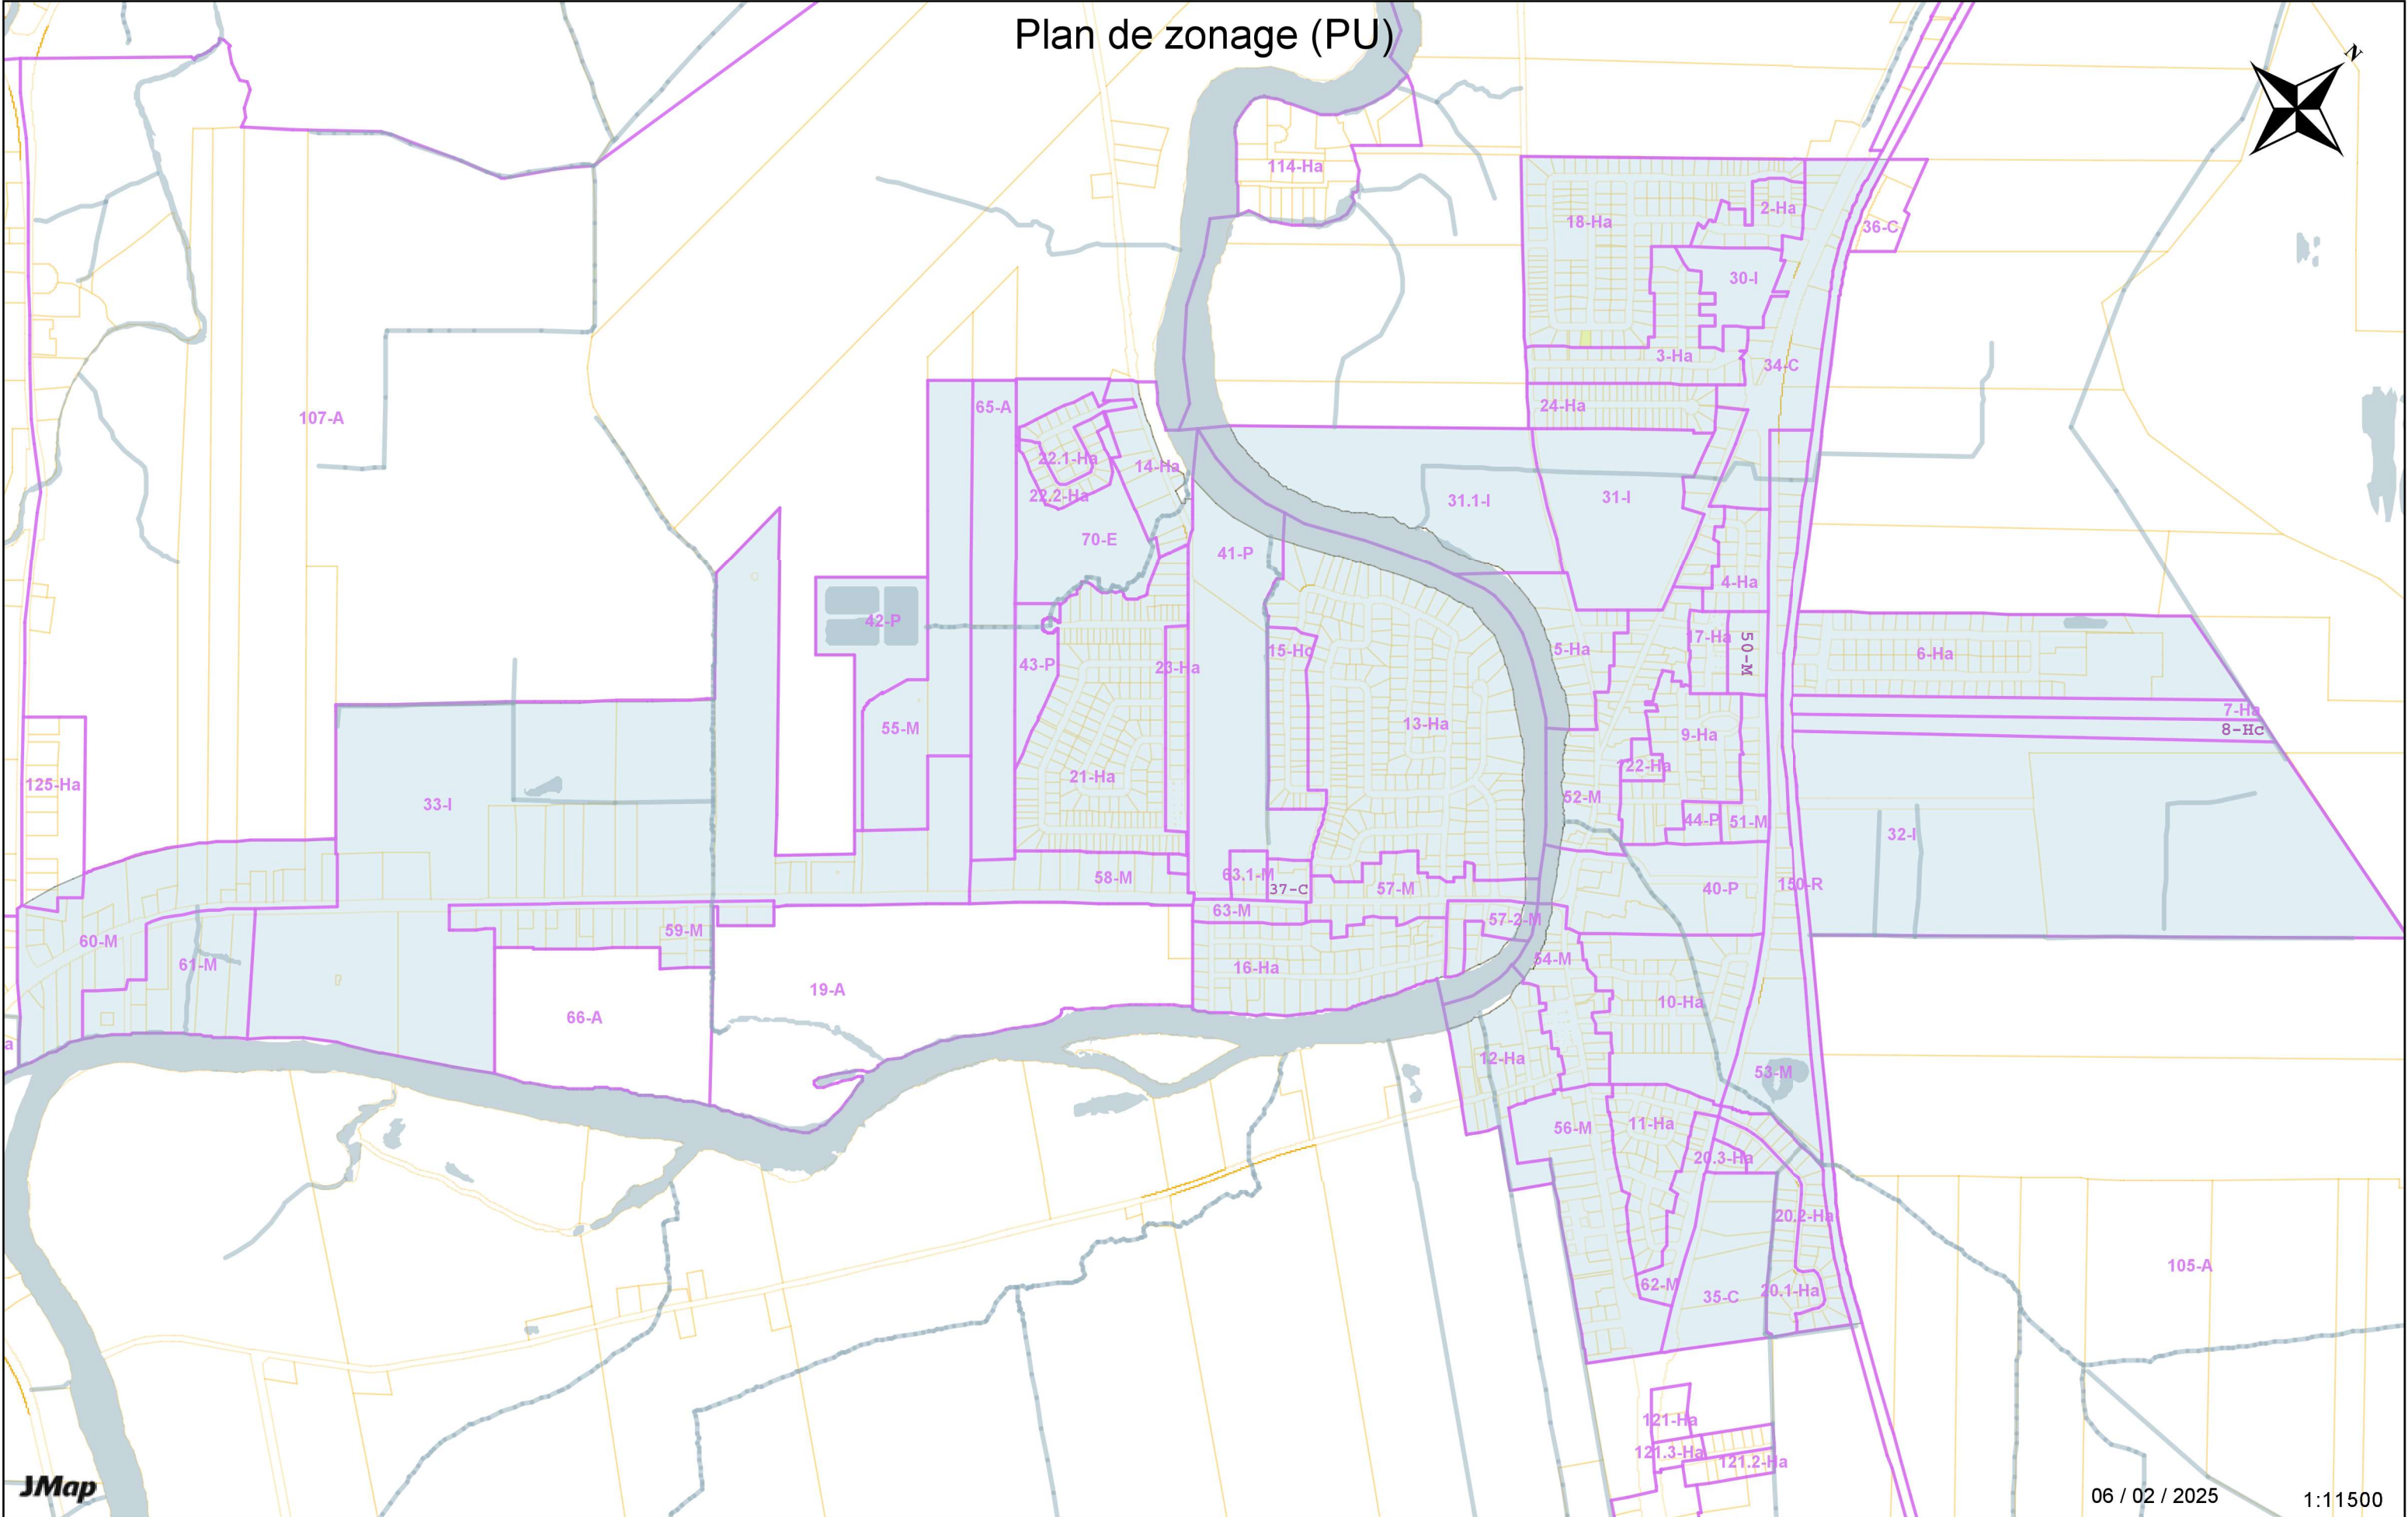 Plan de zonage (PU)
N
114-Ha
18-Ha
2-Ha
36-C
30-I
3-Ha
34-C
24-Ha
107-A
65-A
22.1-Ha
14-Ha
22.2-Ha
31.1-I
31-I
70-E
41-P
4-Ha
42-P
43-P
23-Ha
15-Hc
5-Ha
17-Ha
50-M
6-Ha
55-M
13-Ha
7-Ha
8-Hc
9-Ha
122-Ha
21-Ha
125-Ha
33-I
52-M
44-P
51-M
32-I
58-M
63.1-M
37-C
57-M
40-P
150-R
63-M
57-2-M
59-M
60-M
61-M
16-Ha
54-M
19-A
66-A
10-Ha
a
12-Ha
53-M
56-M
11-Ha
20.3-Ha
20.2-Ha
105-A
62-M
35-C
20.1-Ha
121-Ha
121.3-Ha
121.2-Ha
JMap
06 / 02 / 2025
1:11500